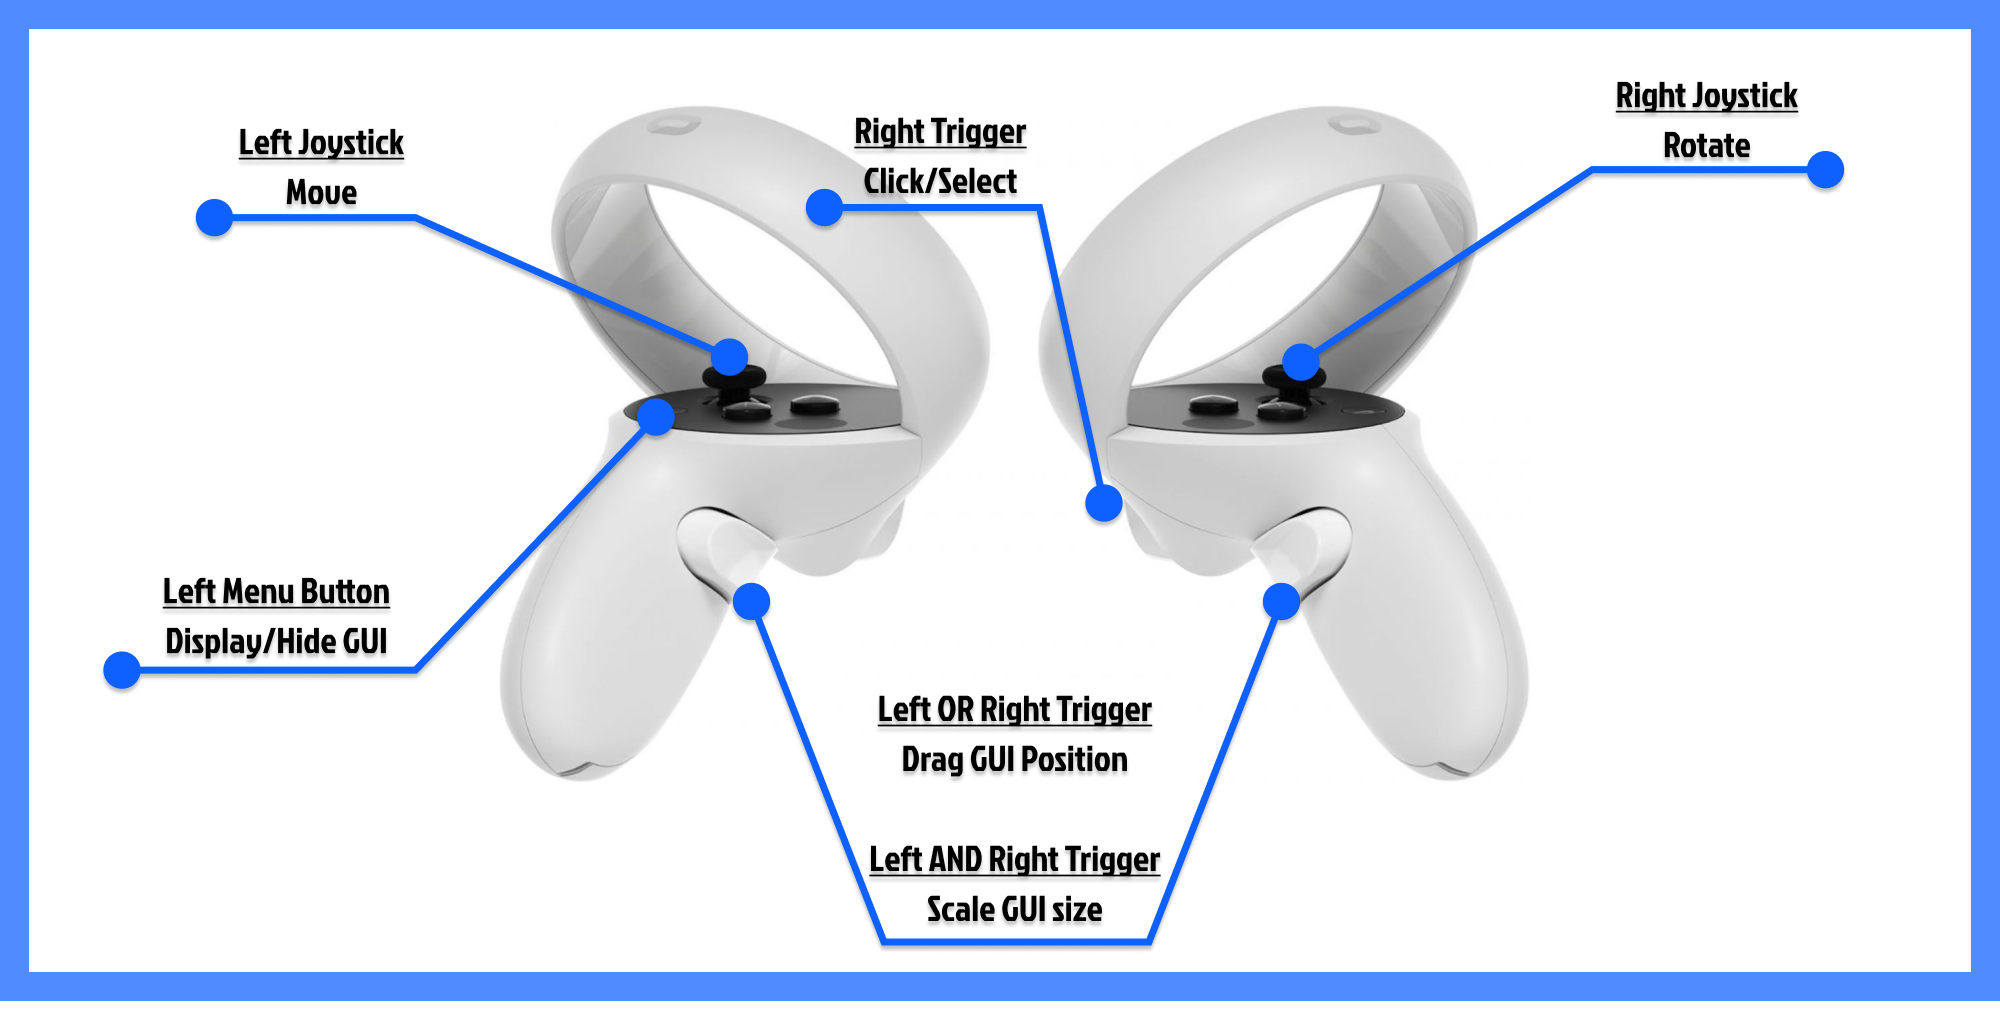 Left Joystick
Move
Right Trigger
Click/Select
Right Joystick
Rotate
Left Menu Button
Display/Hide GUI
Left OR Right Trigger
Drag GUI Position
Left AND Right Trigger
Scale GUI size